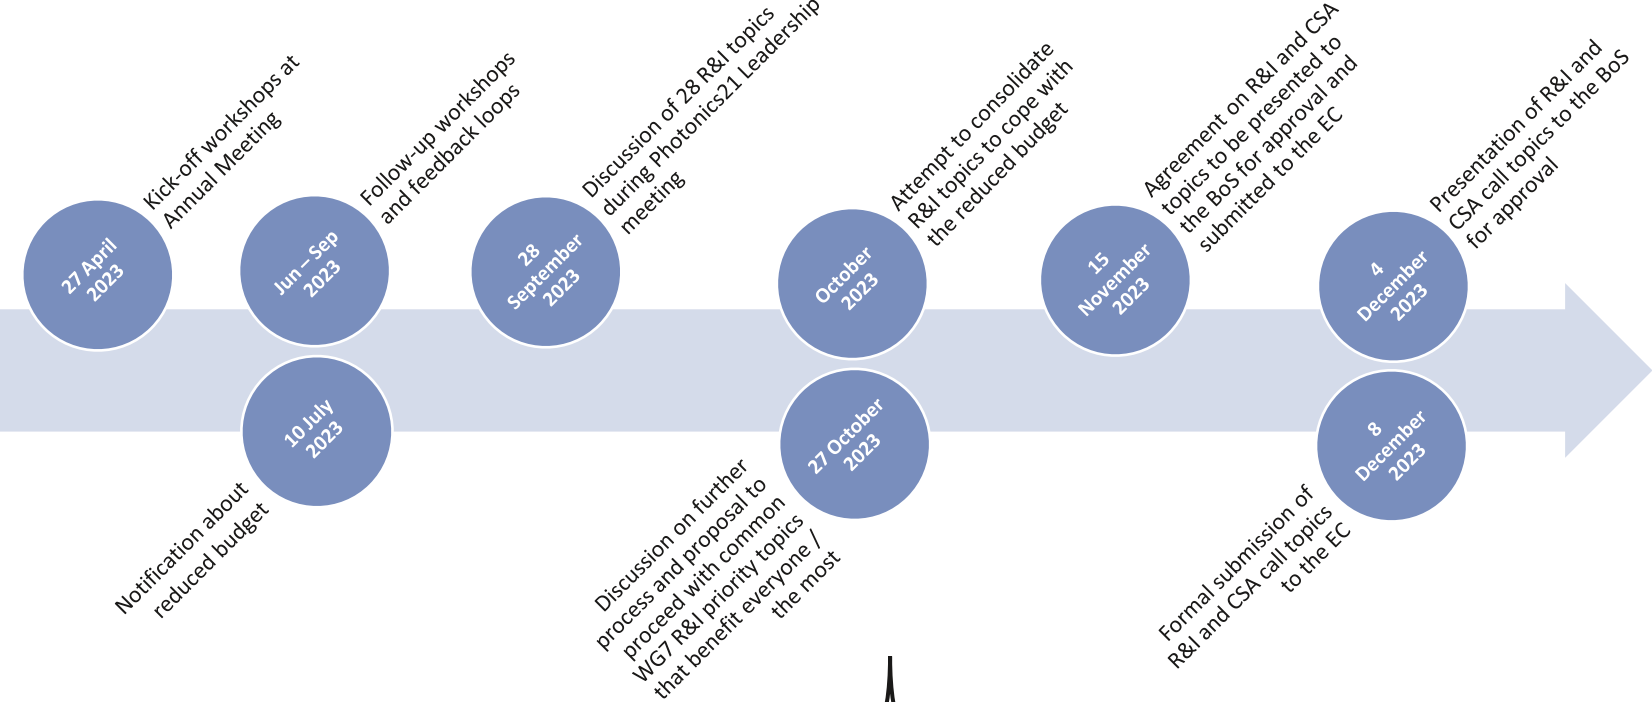 27 April
2023
Kick-off workshops at
Annual Meeting
Jun – Sep
2023
Follow-up workshops
and feedback loops
10 July
2023
Notification about
reduced budget
28
September
2023
Discussion of 28 R&I topics
during Photonics21 Leadership
meeting
October
2023
Attempt to consolidate
R&I topics to cope with
the reduced budget
27 October
2023
Discussion on further
process and proposal to
proceed with common
WG7 R&I priority topics
that benefit everyone /
the most
15
November
2023
Agreement on R&I and CSA
topics to be presented to
the BoS for approval and
submitted to the EC
4
December
2023
Presentation of R&I and
CSA call topics to the BoS
for approval
8
December
2023
Formal submission of
R&I and CSA call topics
to the EC